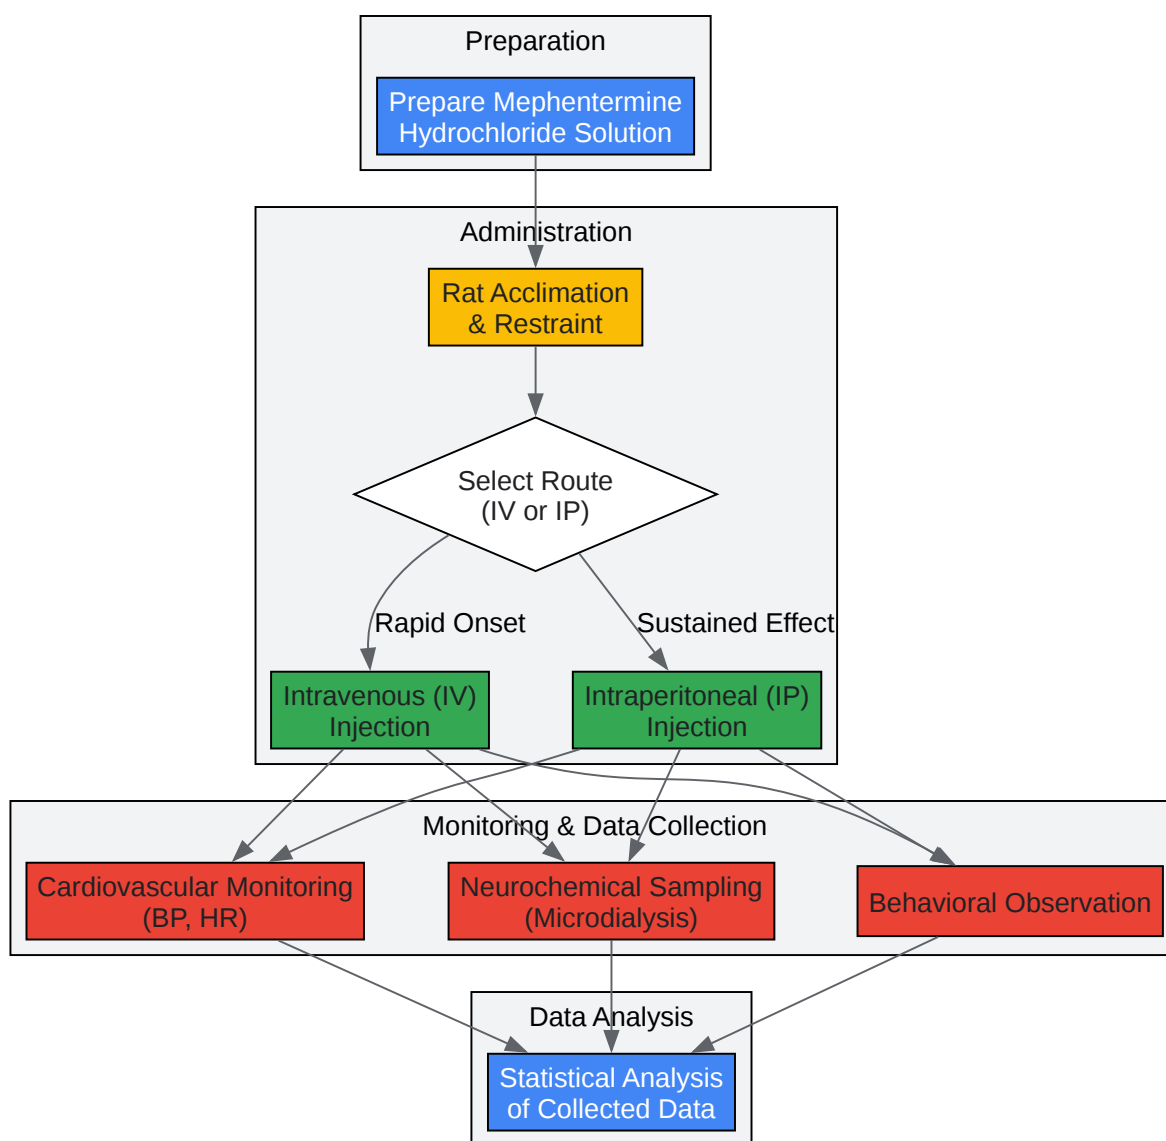 Preparation
Prepare Mephentermine
Hydrochloride Solution
Administration
Rat Acclimation
& Restraint
Select Route
(IV or IP)
Rapid Onset
Sustained Effect
Intravenous (IV)
Injection
Intraperitoneal (IP)
Injection
Monitoring & Data Collection
Cardiovascular Monitoring
(BP, HR)
Neurochemical Sampling
(Microdialysis)
Behavioral Observation
Data Analysis
Statistical Analysis
of Collected Data